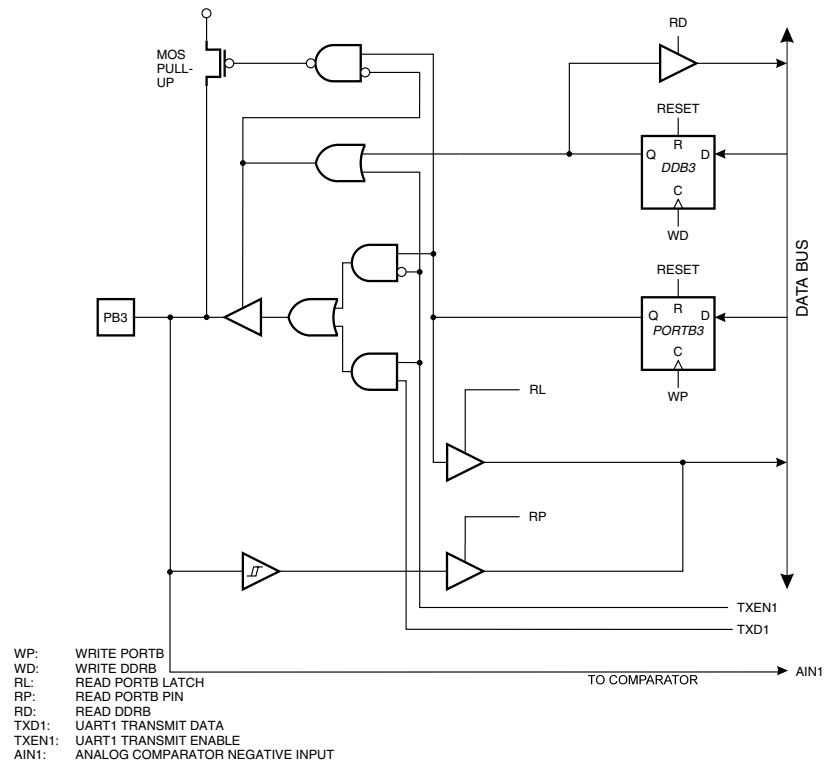 RD
MOS
PULL-
UP
RESET
R
Q
D
DDB3
C
WD
DATA BUS
RESET
R
Q
D
PORTB3
C
WP
PB3
RL
RP
TXEN1
TXD1
AIN1
TO COMPARATOR
WP: WRITE PORTB
WD: WRITE DDRB
RL: READ PORTB LATCH
RP: READ PORTB PIN
RD: READ DDRB
TXD1: UART1 TRANSMIT DATA
TXEN1: UART1 TRANSMIT ENABLE
AIN1: ANALOG COMPARATOR NEGATIVE INPUT